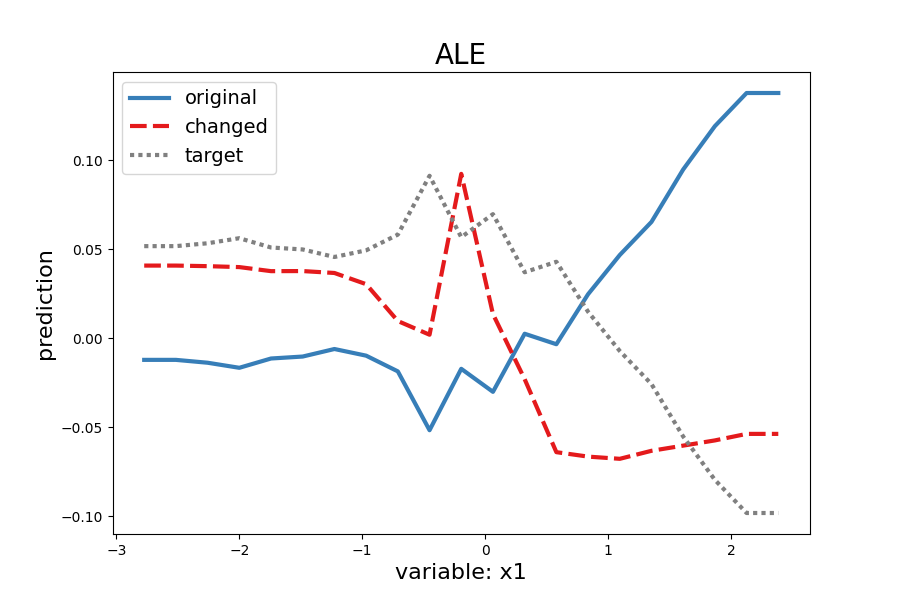 ALE
original
changed
target
prediction
0.10
0.05
0.00
−0.05
−0.10
−3
−2
−1
0
1
2
variable: x1